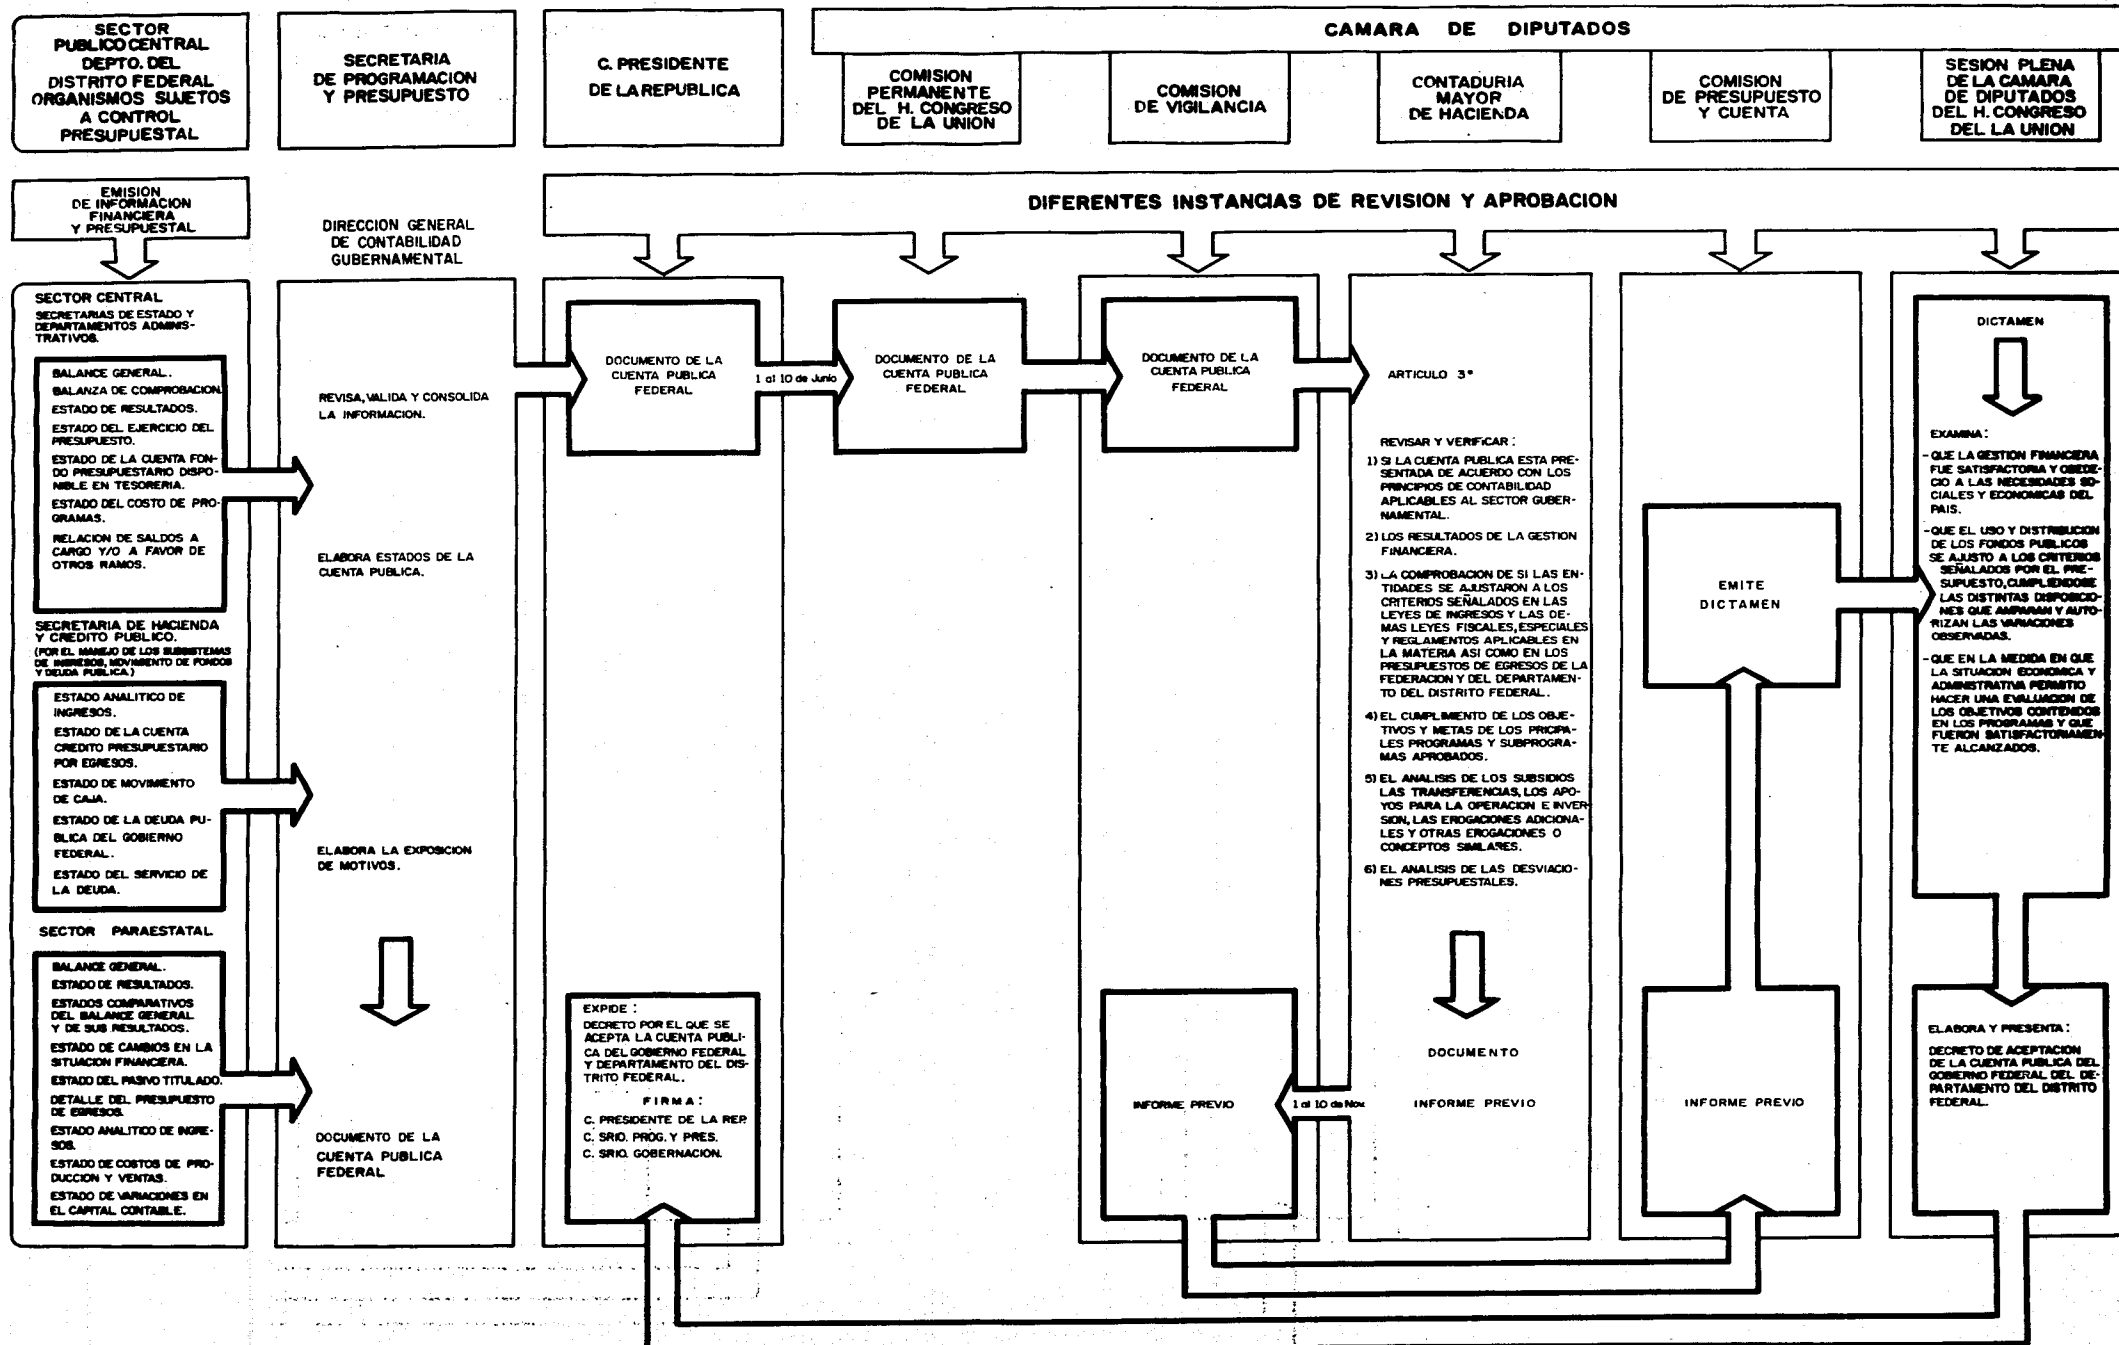 SECTOR
PUBLICO CENTRAL
DEPTO. DEL
DISTRITO FEDERAL
ORGANISMOS SUJETOS
A CONTROL
PRESUPUESTAL
SECRETARIA
DE PROGRAMACION
Y PRESUPUESTO
C. PRESIDENTE
DE LA REPUBLICA
CAMARA DE DIPUTADOS
COMISION
PERMANENTE
DEL H. CONGRESO
DE LA UNION
COMISION
DE VIGILANCIA
CONTADURIA
MAYOR
DE HACIENDA
COMISION
DE PRESUPUESTO
Y CUENTA
SESION PLENA
DE LA CAMARA
DE DIPUTADOS
DEL H. CONGRESO
DEL LA UNION
EMISION
DE INFORMACION
FINANCIERA
Y PRESUPUESTAL
DIRECCION GENERAL
DE CONTABILIDAD
GUBERNAMENTAL
DIFERENTES INSTANCIAS DE REVISION Y APROBACION
SECTOR CENTRAL
SECRETARIAS DE ESTADO Y
DEPARTAMENTOS ADMINIS-
TRATIVOS.
BALANCE GENERAL.
BALANZA DE COMPROBACION.
ESTADO DE RESULTADOS.
ESTADO DEL EJERCICIO DEL
PRESUPUESTO.
ESTADO DE LA CUENTA FON-
DO PRESUPUESTARIO DISPO-
NIBLE EN TESORERIA.
ESTADO DEL COSTO DE PRO-
GRAMAS.
RELACION DE SALDOS A
CARGO Y/O A FAVOR DE
OTROS RAMOS.
SECRETARIA DE HACIENDA
Y CREDITO PUBLICO.
(POR EL MANEJO DE LOS SUBSISTEMAS
DE INGRESOS, MOVIMIENTO DE FONDOS
Y DEUDA PUBLICA.)
ESTADO ANALITICO DE
INGRESOS.
ESTADO DE LA CUENTA
CREDITO PRESUPUESTARIO
POR EGRESOS.
ESTADO DE MOVIMIENTO
DE CAJA.
ESTADO DE LA DEUDA PU-
BLICA DEL GOBIERNO
FEDERAL.
ESTADO DEL SERVICIO DE
LA DEUDA.
SECTOR PARAESTATAL
BALANCE GENERAL.
ESTADO DE RESULTADOS.
ESTADOS COMPARATIVOS
DEL BALANCE GENERAL
Y DE SUS RESULTADOS.
ESTADO DE CAMBIOS EN LA
SITUACION FINANCIERA.
ESTADO DEL PASIVO TITULADO.
DETALLE DEL PRESUPUESTO
DE EGRESOS.
ESTADO ANALITICO DE INGRE-
SOS.
ESTADO DE COSTOS DE PRO-
DUCCION Y VENTAS.
ESTADO DE VARIACIONES EN
EL CAPITAL CONTABLE.
REVISA, VALIDA Y CONSOLIDA
LA INFORMACION.
ELABORA ESTADOS DE LA
CUENTA PUBLICA.
ELABORA LA EXPOSICION
DE MOTIVOS.
DOCUMENTO DE LA
CUENTA PUBLICA
FEDERAL
DOCUMENTO DE LA
CUENTA PUBLICA
FEDERAL
1 al 10 de Junio
EXPIDE :
DECRETO POR EL QUE SE
ACEPTA LA CUENTA PUBLI-
CA DEL GOBIERNO FEDERAL
Y DEPARTAMENTO DEL DIS-
TRITO FEDERAL.
FIRMA :
C. PRESIDENTE DE LA REP.
C. SRIO. PROG. Y PRES.
C. SRIO. GOBERNACION.
DOCUMENTO DE LA
CUENTA PUBLICA
FEDERAL
DOCUMENTO DE LA
CUENTA PUBLICA
FEDERAL
INFORME PREVIO
1 al 10 de Nov.
ARTICULO 3°
REVISAR Y VERIFICAR :
1) SI LA CUENTA PUBLICA ESTA PRE-
SENTADA DE ACUERDO CON LOS
PRINCIPIOS DE CONTABILIDAD
APLICABLES AL SECTOR GUBER-
NAMENTAL.
2) LOS RESULTADOS DE LA GESTION
FINANCIERA.
3) LA COMPROBACION DE SI LAS EN-
TIDADES SE AJUSTARON A LOS
CRITERIOS SEÑALADOS EN LAS
LEYES DE INGRESOS Y LAS DE-
MAS LEYES FISCALES, ESPECIALES
Y REGLAMENTOS APLICABLES EN
LA MATERIA ASI COMO EN LOS
PRESUPUESTOS DE EGRESOS DE LA
FEDERACION Y DEL DEPARTAMEN-
TO DEL DISTRITO FEDERAL.
4) EL CUMPLIMIENTO DE LOS OBJE-
TIVOS Y METAS DE LOS PRICIPA-
LES PROGRAMAS Y SUBPROGRA-
MAS APROBADOS.
5) EL ANALISIS DE LOS SUBSIDIOS
LAS TRANSFERENCIAS, LOS APO-
YOS PARA LA OPERACION E INVER-
SION, LAS EROGACIONES ADICIONA-
LES Y OTRAS EROGACIONES O
CONCEPTOS SIMILARES.
6) EL ANALISIS DE LAS DESVIACIO-
NES PRESUPUESTALES.
DOCUMENTO
INFORME PREVIO
EMITE
DICTAMEN
INFORME PREVIO
DICTAMEN
EXAMINA :
- QUE LA GESTION FINANCIERA
FUE SATISFACTORIA Y OBEDE-
CIO A LAS NECESIDADES SO-
CIALES Y ECONOMICAS DEL
PAIS.
- QUE EL USO Y DISTRIBUCION
DE LOS FONDOS PUBLICOS
SE AJUSTO A LOS CRITERIOS
SEÑALADOS POR EL PRE-
SUPUESTO, CUMPLIENDOSE
LAS DISTINTAS DISPOSICIO-
NES QUE AMPARAN Y AUTO-
RIZAN LAS VARIACIONES
OBSERVADAS.
- QUE EN LA MEDIDA EN QUE
LA SITUACION ECONOMICA Y
ADMINISTRATIVA PERMITIO
HACER UNA EVALUACION DE
LOS OBJETIVOS CONTENIDOS
EN LOS PROGRAMAS Y QUE
FUERON SATISFACTORIAMEN-
TE ALCANZADOS.
ELABORA Y PRESENTA :
DECRETO DE ACEPTACION
DE LA CUENTA PUBLICA DEL
GOBIERNO FEDERAL DEL DE-
PARTAMENTO DEL DISTRITO
FEDERAL.